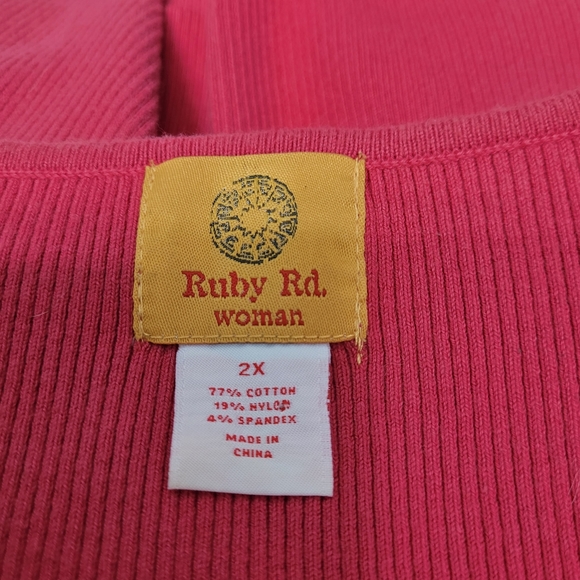 Ruby Rd.
woman
2X
77% COTTON
19% NYLON
4% SPANDEX
MADE IN
CHINA